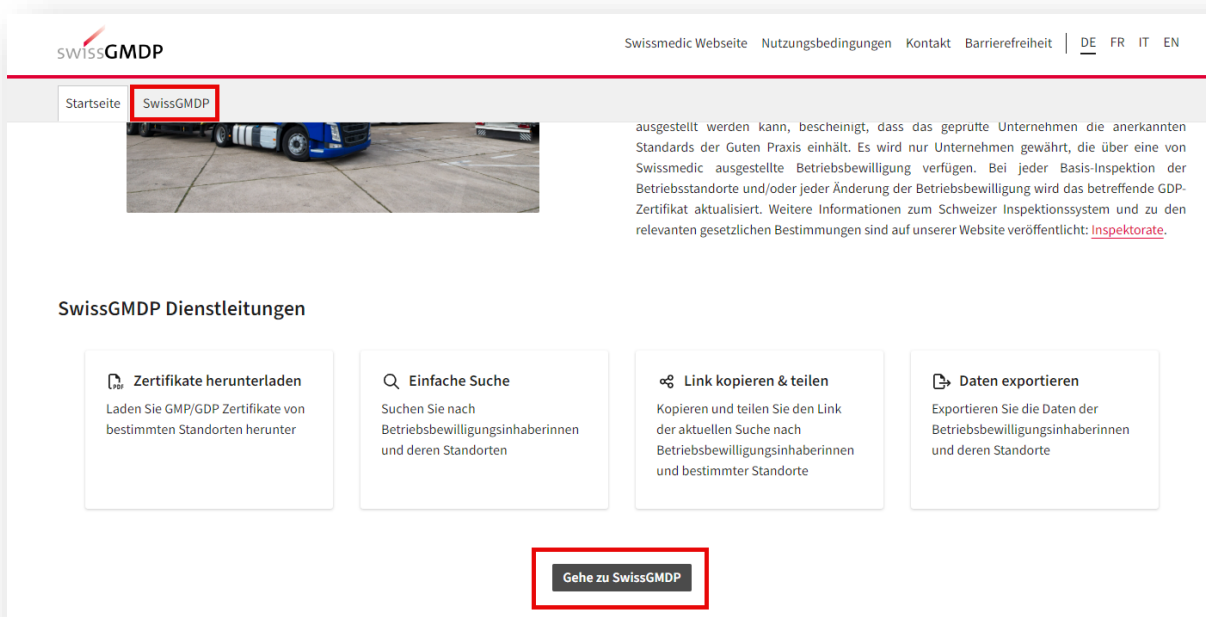 swissGMDP
Swissmedic Webseite Nutzungsbedingungen Kontakt Barrierefreiheit DE FR IT EN
Startseite SwissGMDP
ausgestellt werden kann, bescheinigt, dass das geprüfte Unternehmen die anerkannten
Standards der Guten Praxis einhält. Es wird nur Unternehmen gewährt, die über eine von
Swissmedic ausgestellte Betriebsbewilligung verfügen. Bei jeder Basis-Inspektion der
Betriebsstandorte und/oder jeder Änderung der Betriebsbewilligung wird das betreffende GDP-
Zertifikat aktualisiert. Weitere Informationen zum Schweizer Inspektionssystem und zu den
relevanten gesetzlichen Bestimmungen sind auf unserer Website veröffentlicht: Inspektorate.
SwissGMDP Dienstleitungen
PDF Zertifikate herunterladen
Laden Sie GMP/GDP Zertifikate von
bestimmten Standorten herunter
Einfache Suche
Suchen Sie nach
Betriebsbewilligungsinhaberinnen
und deren Standorten
Link kopieren & teilen
Kopieren und teilen Sie den Link
der aktuellen Suche nach
Betriebsbewilligungsinhaberinnen
und bestimmter Standorte
Daten exportieren
Exportieren Sie die Daten der
Betriebsbewilligungsinhaberinnen
und deren Standorte
Gehe zu SwissGMDP